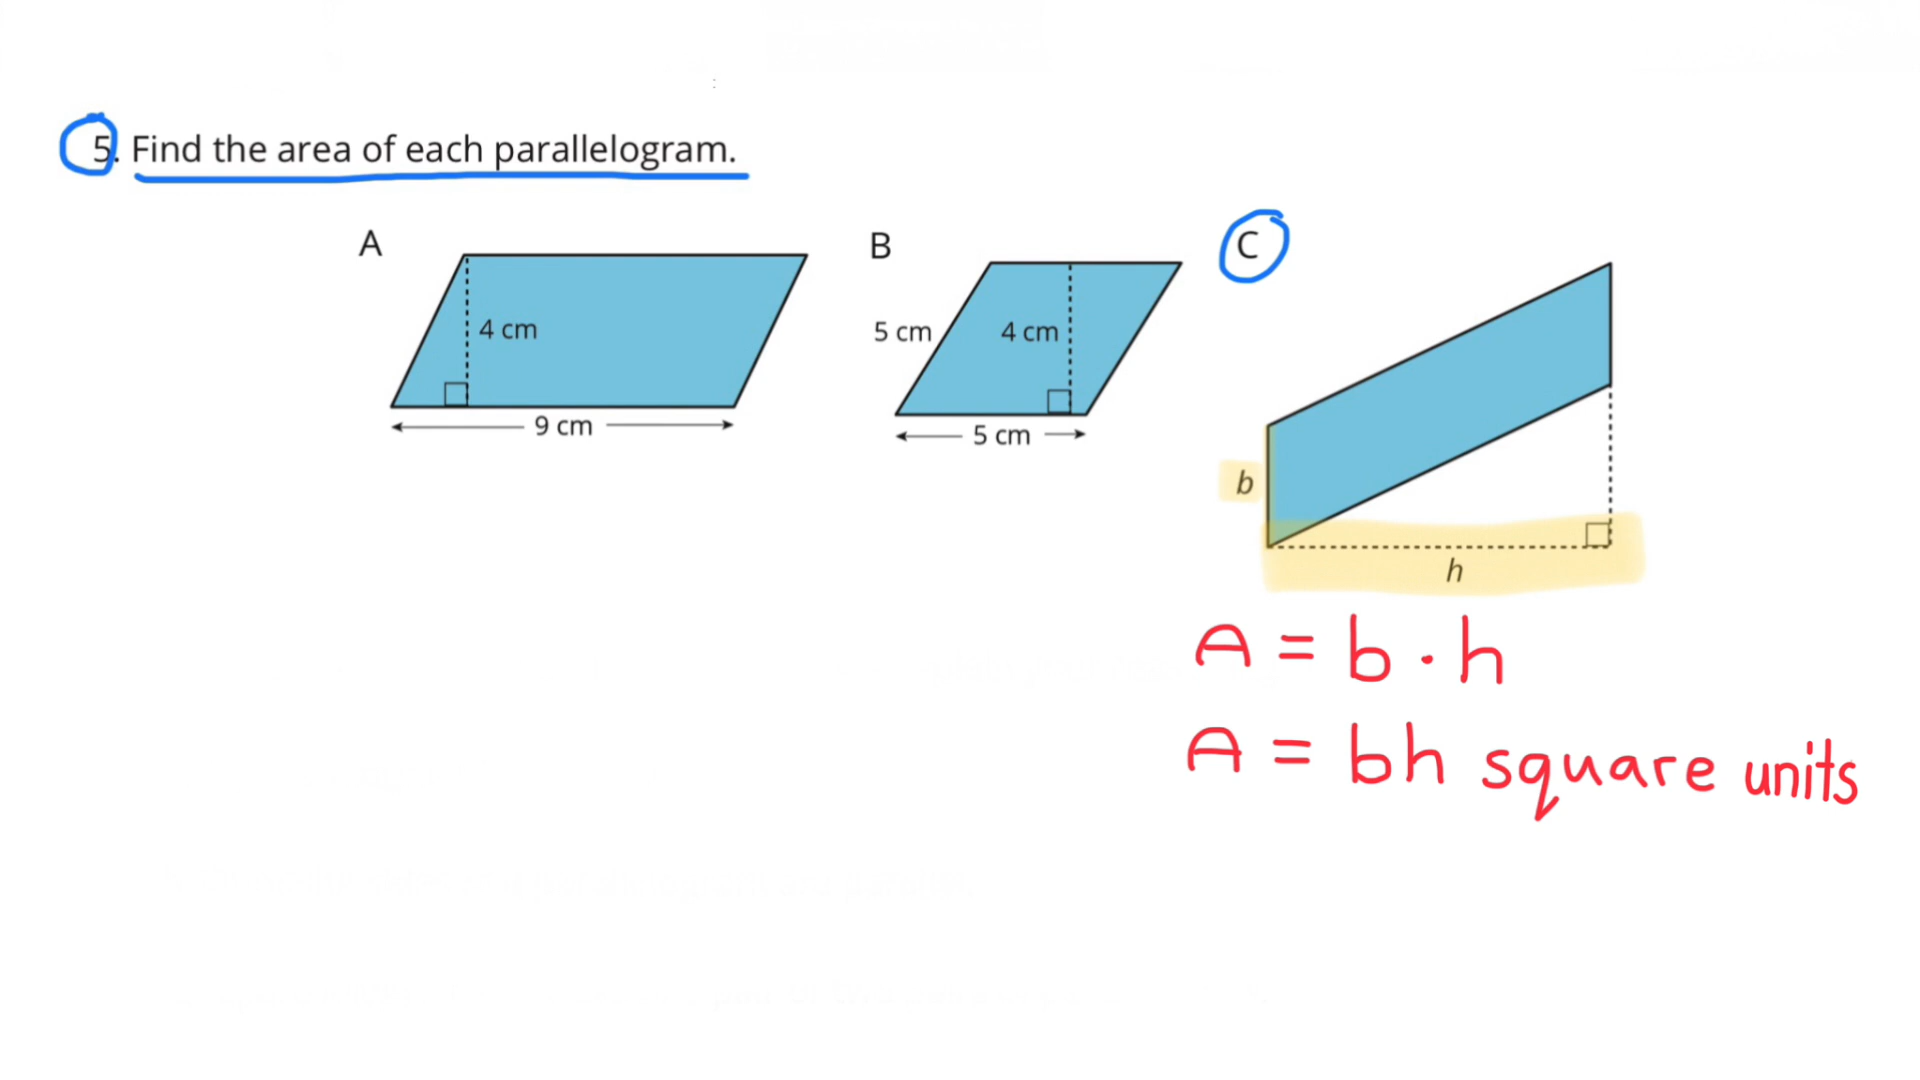 5. Find the area of each parallelogram.
A
B
C
4 cm
9 cm
5 cm
4 cm
5 cm
b
h
A = b · h
A = bh square units